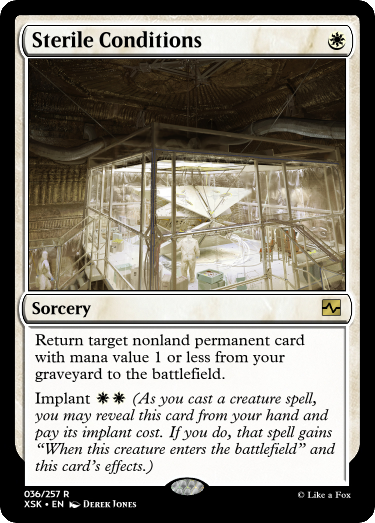 Sterile Conditions
Sorcery
Return target nonland permanent card
with mana value 1 or less from your
graveyard to the battlefield.
Implant (As you cast a creature spell,
you may reveal this card from your hand and
pay its implant cost. If you do, that spell gains
“When this creature enters the battlefield” and
this card’s effects.)
036/257 R
XSK • EN Derek Jones
© Like a Fox